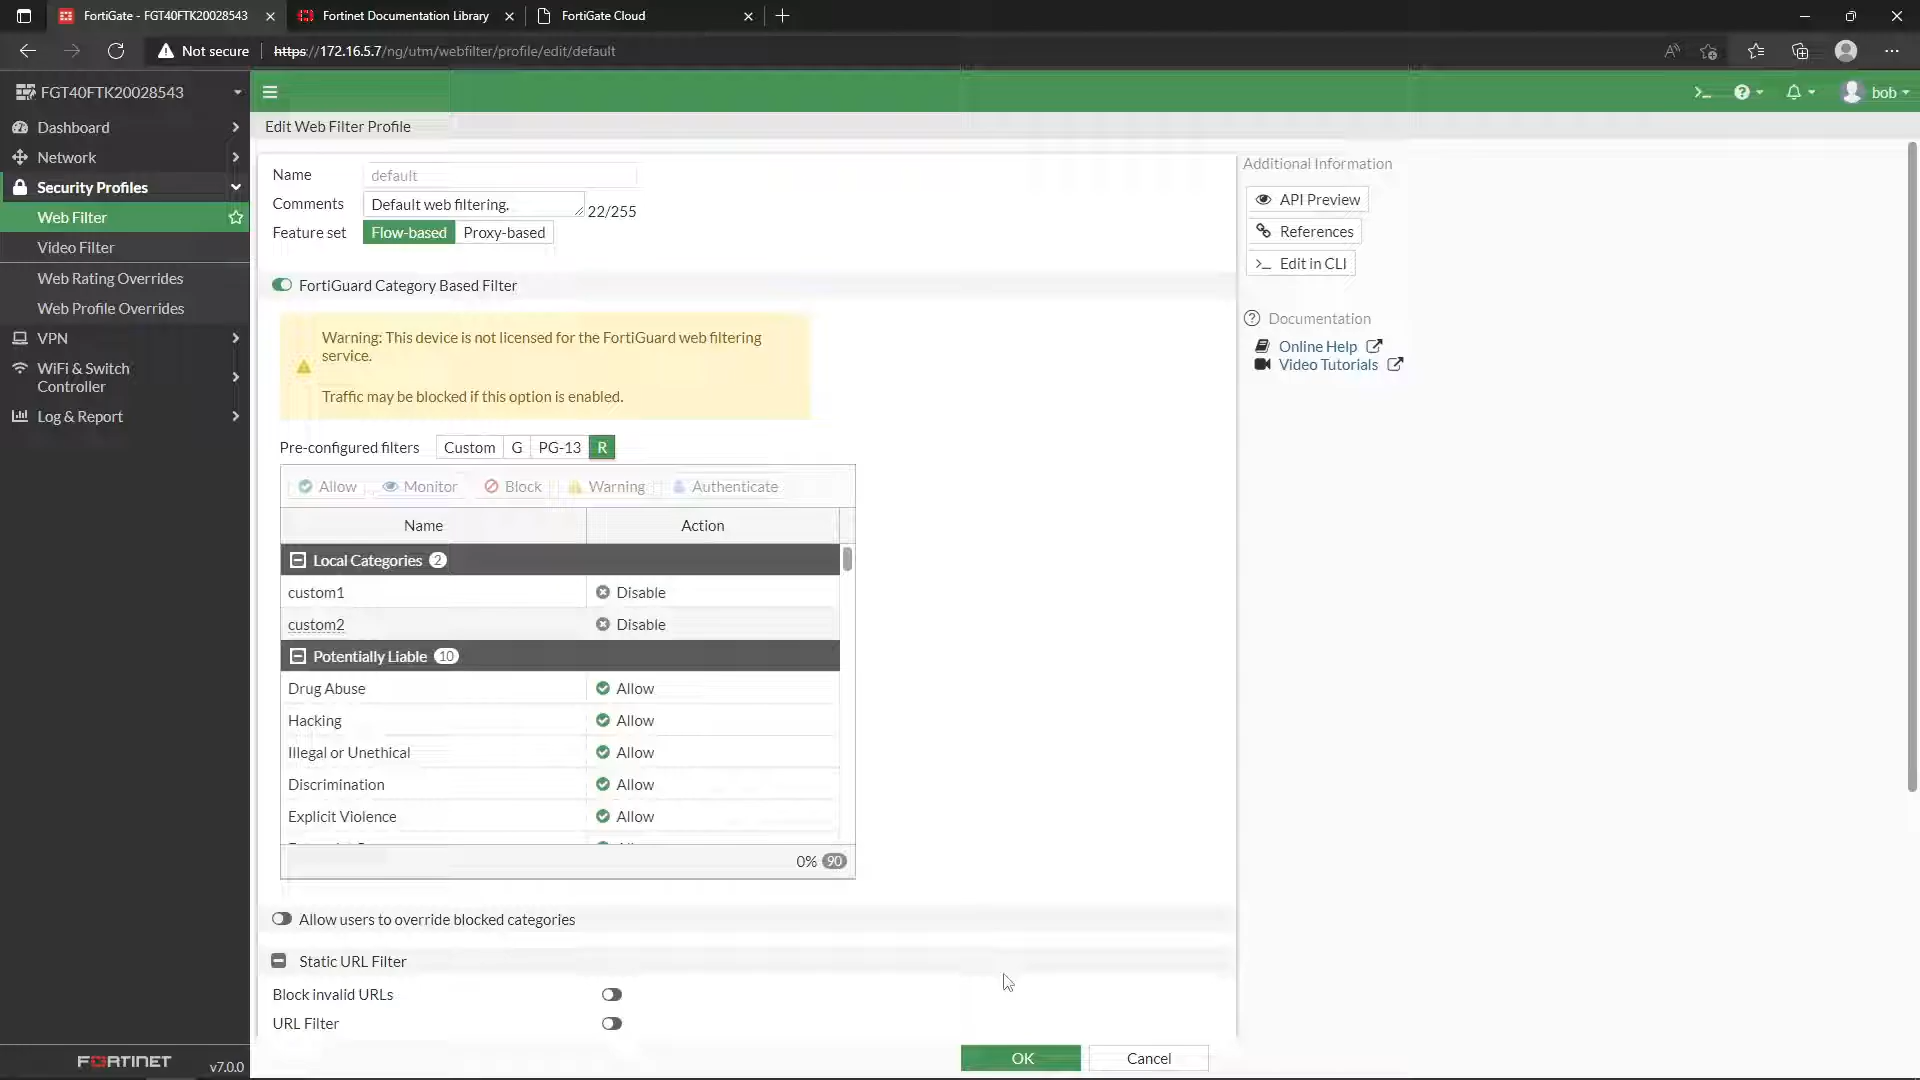 FortiGate - FGT40FTK20028543
Fortinet Documentation Library
FortiGate Cloud
Not secure
https://172.16.5.7/ng/utm/webfilter/profile/edit/default
FGT40FTK20028543
bob
Dashboard
Network
Security Profiles
Web Filter
Video Filter
Web Rating Overrides
Web Profile Overrides
VPN
WiFi & Switch
Controller
Log & Report
FORTINET
v7.0.0
Edit Web Filter Profile
Name
default
Comments
Default web filtering.
22/255
Feature set
Flow-based
Proxy-based
FortiGuard Category Based Filter
Warning: This device is not licensed for the FortiGuard web filtering
service.
Traffic may be blocked if this option is enabled.
Pre-configured filters
Custom
G
PG-13
R
Allow
Monitor
Block
Warning
Authenticate
Name
Action
Local Categories 2
custom1
Disable
custom2
Disable
Potentially Liable 10
Drug Abuse
Allow
Hacking
Allow
Illegal or Unethical
Allow
Discrimination
Allow
Explicit Violence
Allow
0% 90
Allow users to override blocked categories
Static URL Filter
Block invalid URLs
URL Filter
OK
Cancel
Additional Information
API Preview
References
Edit in CLI
Documentation
Online Help
Video Tutorials